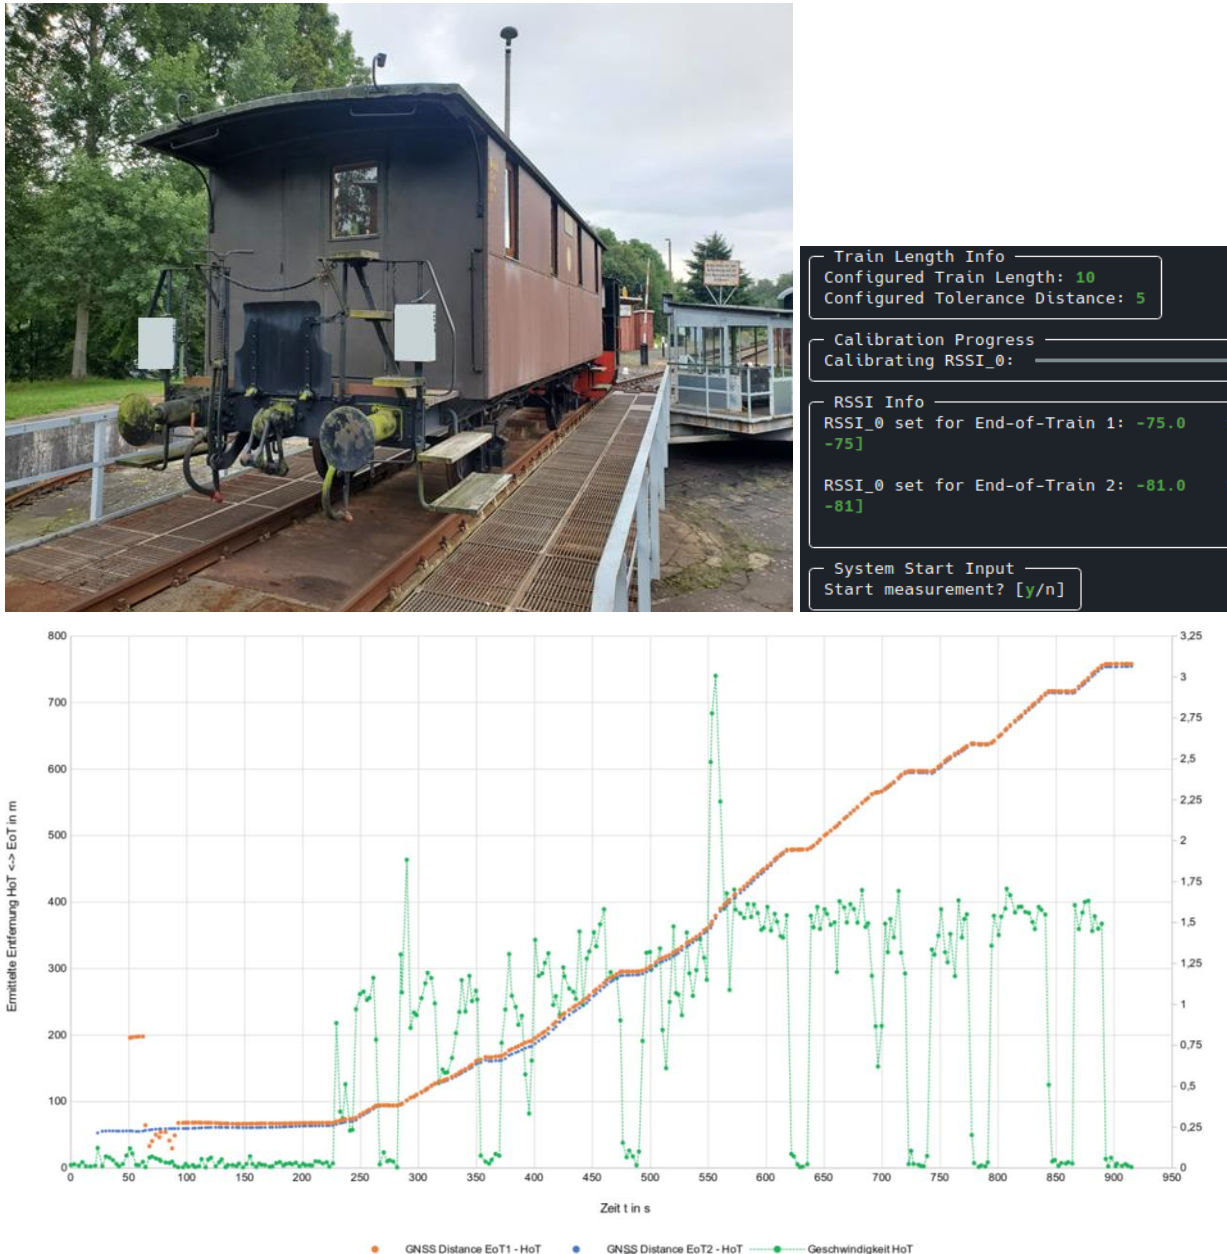 Train Length Info
Configured Train Length: 10
Configured Tolerance Distance: 5
Calibration Progress
Calibrating RSSI_0:
RSSI Info
RSSI_0 set for End-of-Train 1: -75.0
-75]
RSSI_0 set for End-of-Train 2: -81.0
-81]
System Start Input
Start measurement? [y/n]
Ermittelte Entfernung HoT <-> EoT in m
800
700
600
500
400
300
200
100
0
3,25
3
2,75
2,5
2,25
2
1,75
1,5
1,25
1
0,75
0,5
0,25
0
0 50 100 150 200 250 300 350 400 450 500 550 600 650 700 750 800 850 900 950
Zeit t in s
GNSS Distance EoT1 - HoT GNSS Distance EoT2 - HoT Geschwindigkeit HoT